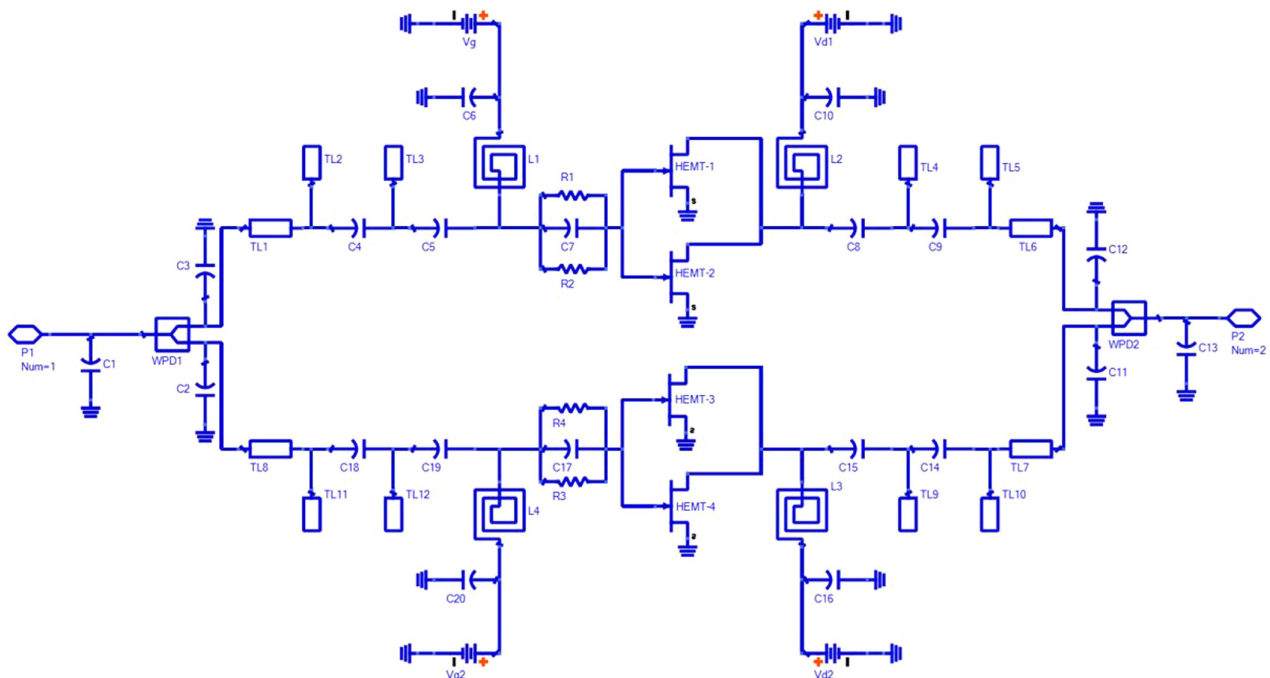 Vg
Vd1
C6
C10
TL2
TL3
L1
L2
TL4
TL5
R1
HEMT-1
s
TL1
C4
C5
C7
C8
C9
TL6
C3
R2
HEMT-2
s
C12
P1
Num=1
C1
WPD1
WPD2
C13
P2
Num=2
C2
C11
R4
HEMT-3
2
TL8
C18
C19
C17
C15
C14
TL7
R3
TL11
TL12
L4
HEMT-4
2
L3
TL9
TL10
C20
C16
Vg2
Vd2